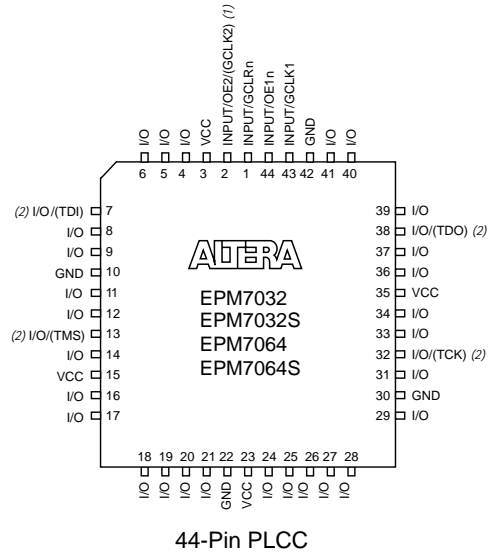 I/O
I/O
I/O
VCC
INPUT/OE2/(GCLK2) (1)
INPUT/GCLRn
INPUT/OE1n
INPUT/GCLK1
GND
I/O
I/O
6 5 4 3 2 1 44 43 42 41 40
(2) I/O/(TDI) 7
I/O 8
I/O 9
GND 10
I/O 11
I/O 12
(2) I/O/(TMS) 13
I/O 14
VCC 15
I/O 16
I/O 17
ALTERA
EPM7032
EPM7032S
EPM7064
EPM7064S
39 I/O
38 I/O/(TDO) (2)
37 I/O
36 I/O
35 VCC
34 I/O
33 I/O
32 I/O/(TCK) (2)
31 I/O
30 GND
29 I/O
18 19 20 21 22 23 24 25 26 27 28
I/O
I/O
I/O
I/O
GND
VCC
I/O
I/O
I/O
I/O
I/O
44-Pin PLCC